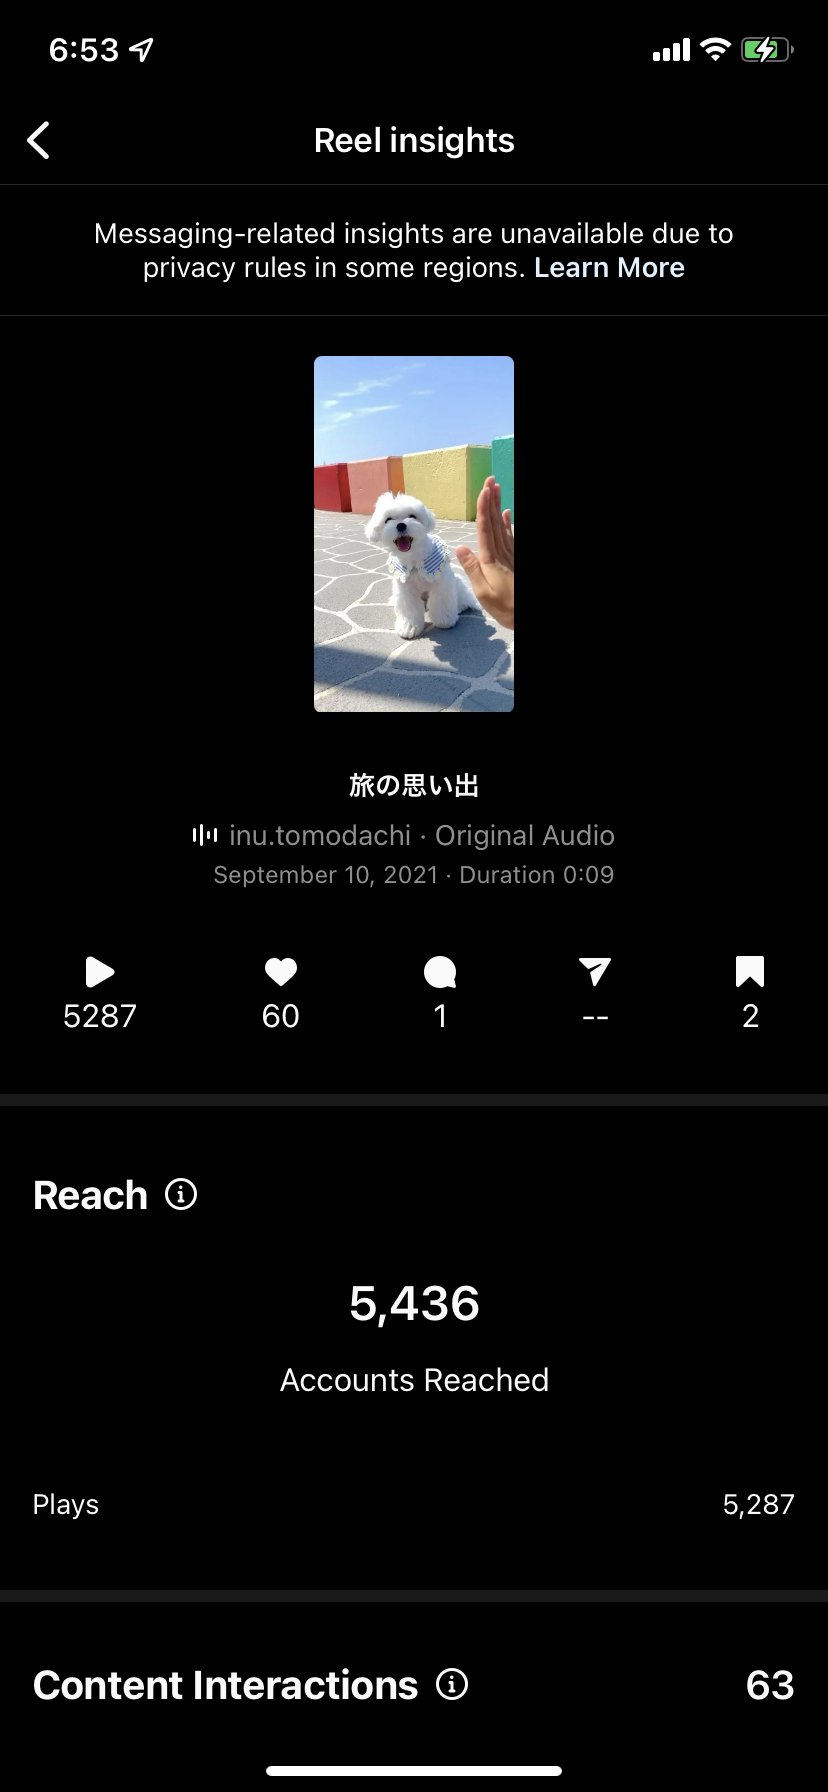 6:53
Reel insights
Messaging-related insights are unavailable due to
privacy rules in some regions. Learn More
旅の思い出
inu.tomodachi · Original Audio
September 10, 2021 · Duration 0:09
5287 60 1 -- 2
Reach
5,436
Accounts Reached
Plays 5,287
Content Interactions 63